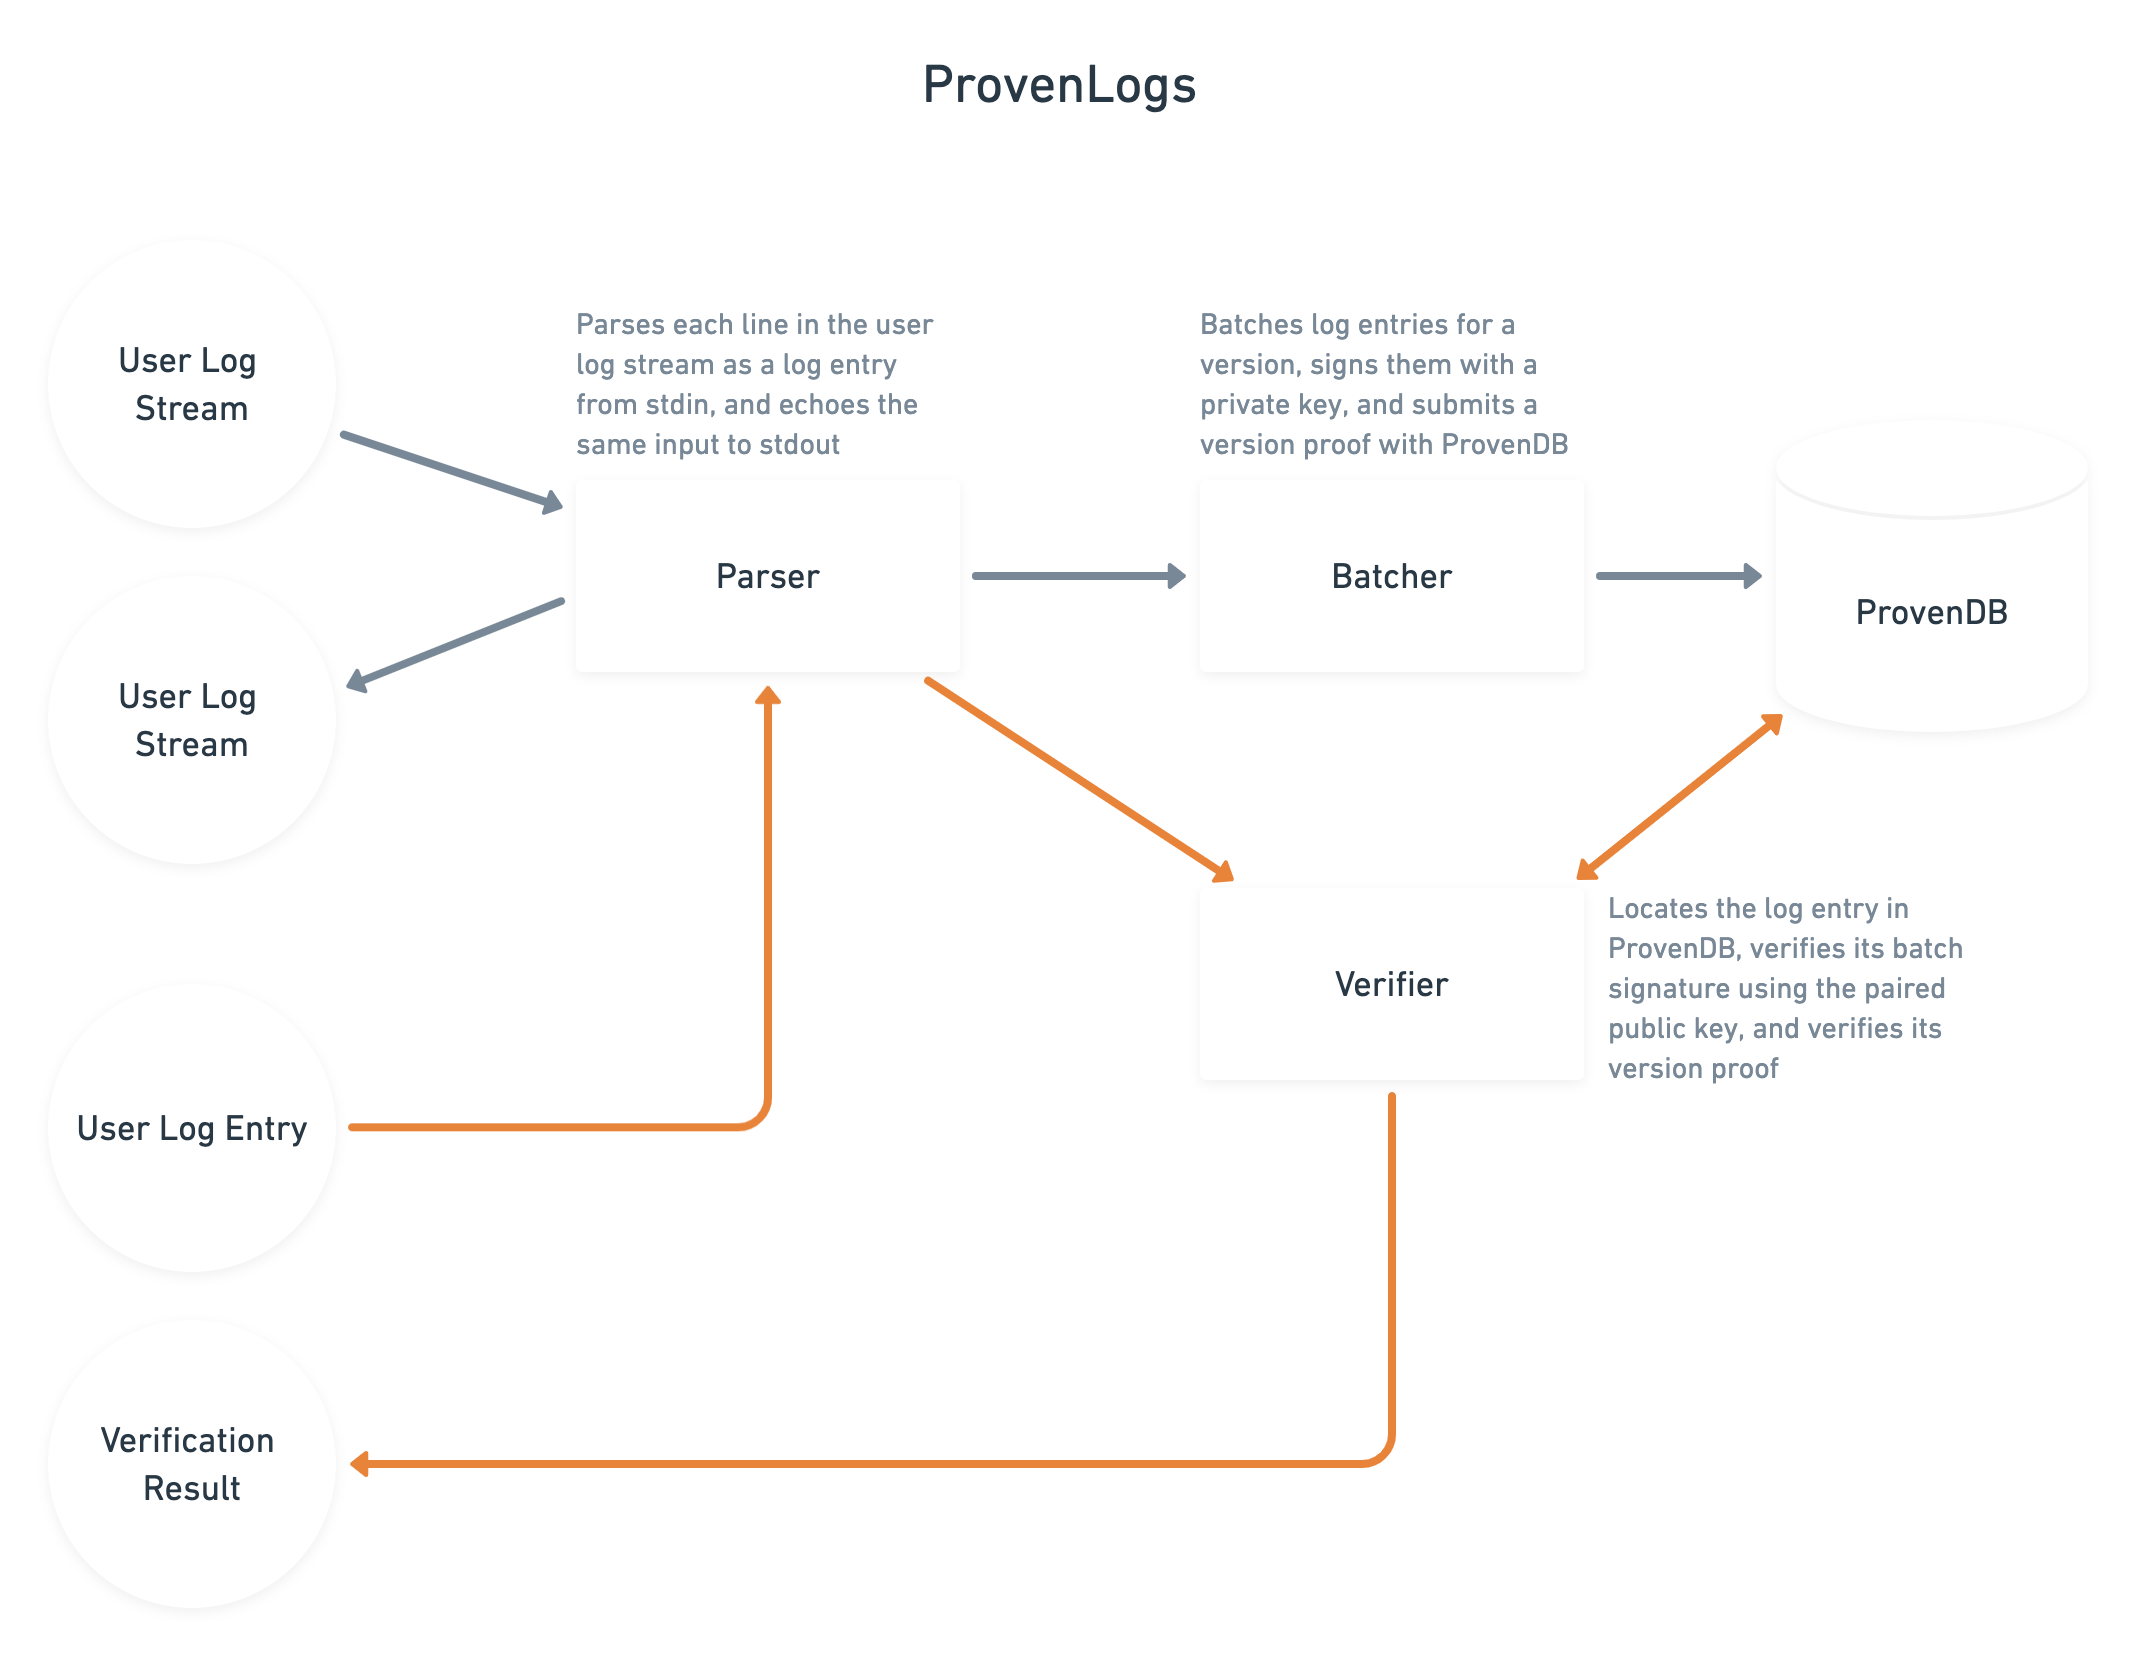 ProvenLogs
User Log
Stream
Parses each line in the user
log stream as a log entry
from stdin, and echoes the
same input to stdout
Batches log entries for a
version, signs them with a
private key, and submits a
version proof with ProvenDB
Parser
Batcher
ProvenDB
User Log
Stream
Locates the log entry in
ProvenDB, verifies its batch
signature using the paired
public key, and verifies its
version proof
Verifier
User Log Entry
Verification
Result